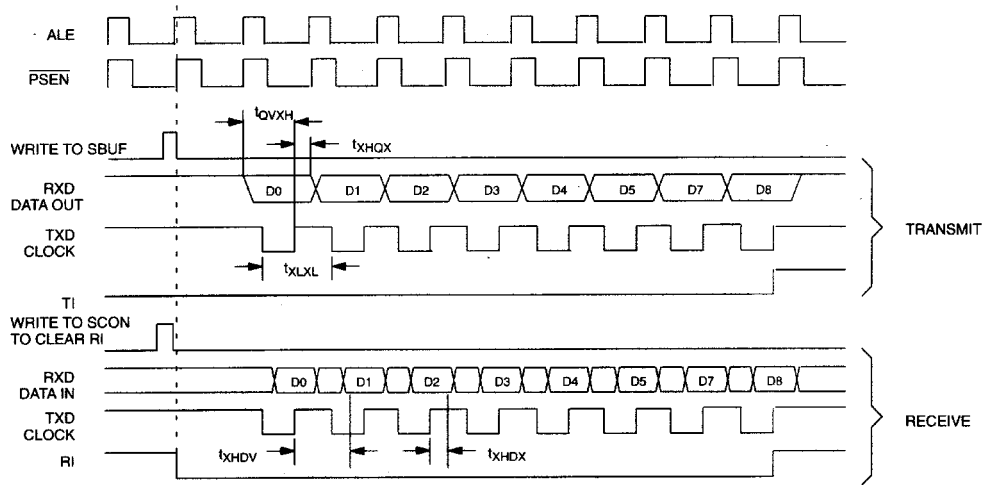 ALE
PSEN
tQVXH
tXHQX
WRITE TO SBUF
RXD
DATA OUT
D0 D1 D2 D3 D4 D5 D7 D8
TXD
CLOCK
tXLXL
TRANSMIT
TI
WRITE TO SCON
TO CLEAR RI
RXD
DATA IN
D0 D1 D2 D3 D4 D5 D7 D8
TXD
CLOCK
RECEIVE
tXHDV
tXHDX
RI